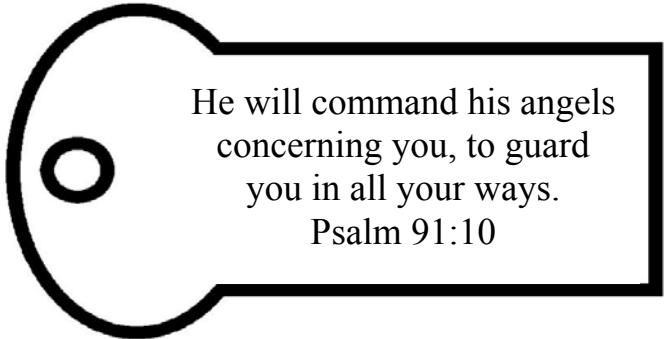 He will command his angels
concerning you, to guard
you in all your ways.
Psalm 91:10